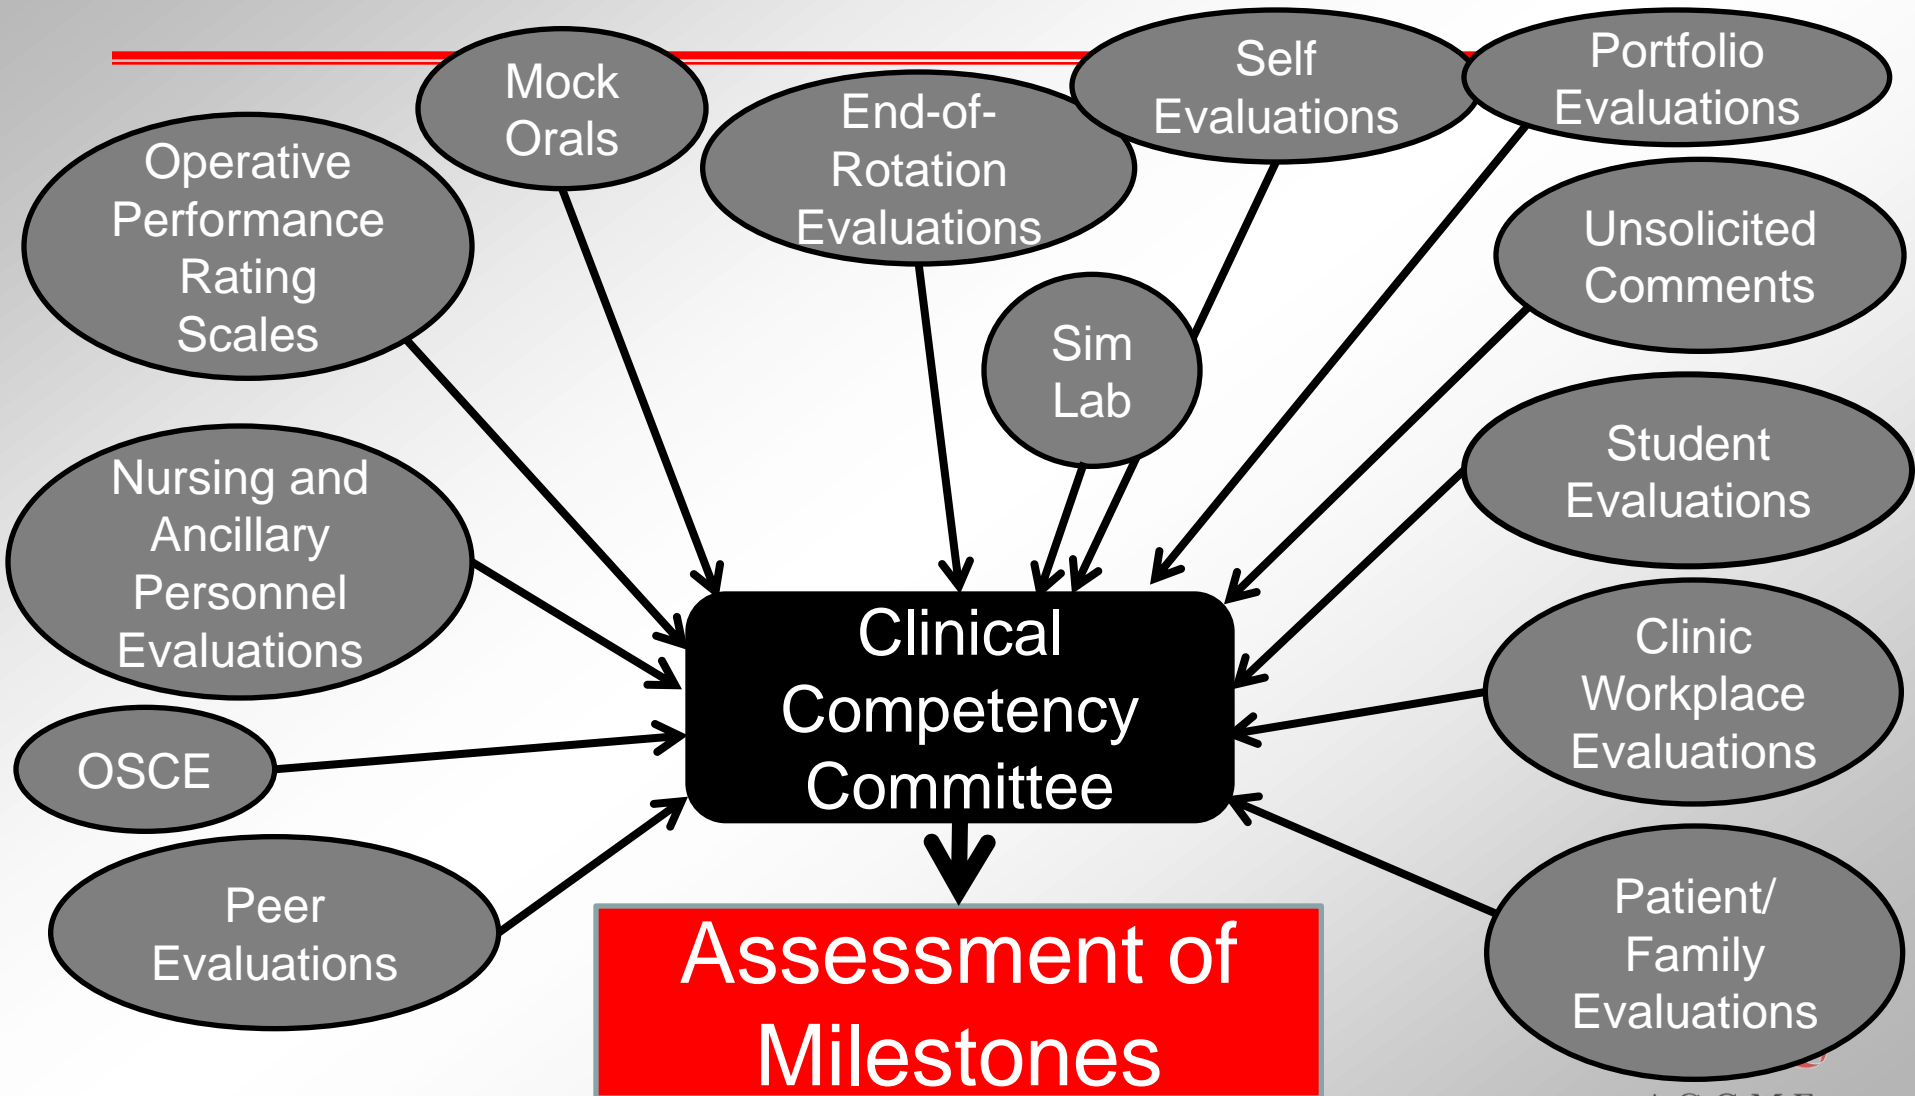 Mock
Orals
Self
Evaluations
Portfolio
Evaluations
End-of-
Rotation
Evaluations
Operative
Performance
Rating
Scales
Unsolicited
Comments
Sim
Lab
Student
Evaluations
Nursing and
Ancillary
Personnel
Evaluations
Clinical
Competency
Committee
Clinic
Workplace
Evaluations
OSCE
Peer
Evaluations
Patient/
Family
Evaluations
Assessment of
Milestones